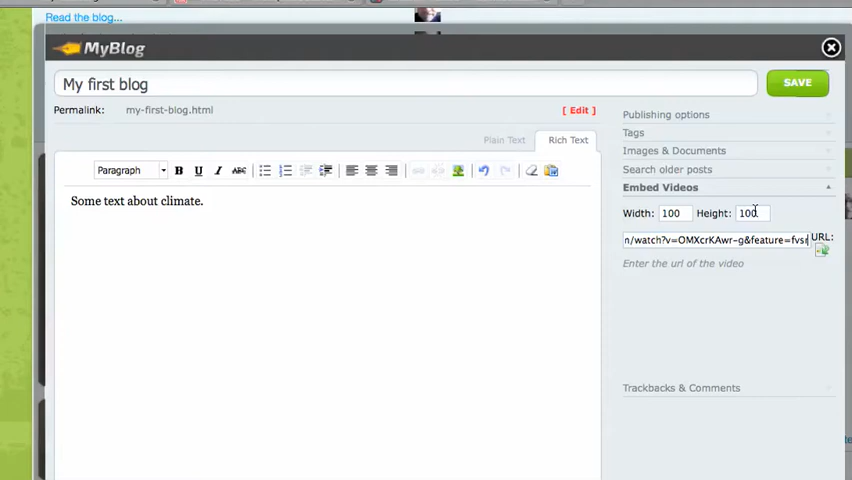 Read the blog...
MyBlog
My first blog
SAVE
Permalink: my-first-blog.html [ Edit ]
Plain Text Rich Text
Paragraph B U I ABC
Some text about climate.
Publishing options
Tags
Images & Documents
Search older posts
Embed Videos
Width: 100 Height: 100
n/watch?v=OMXcrKAwr-g&feature=fvsr URL:
Enter the url of the video
Trackbacks & Comments